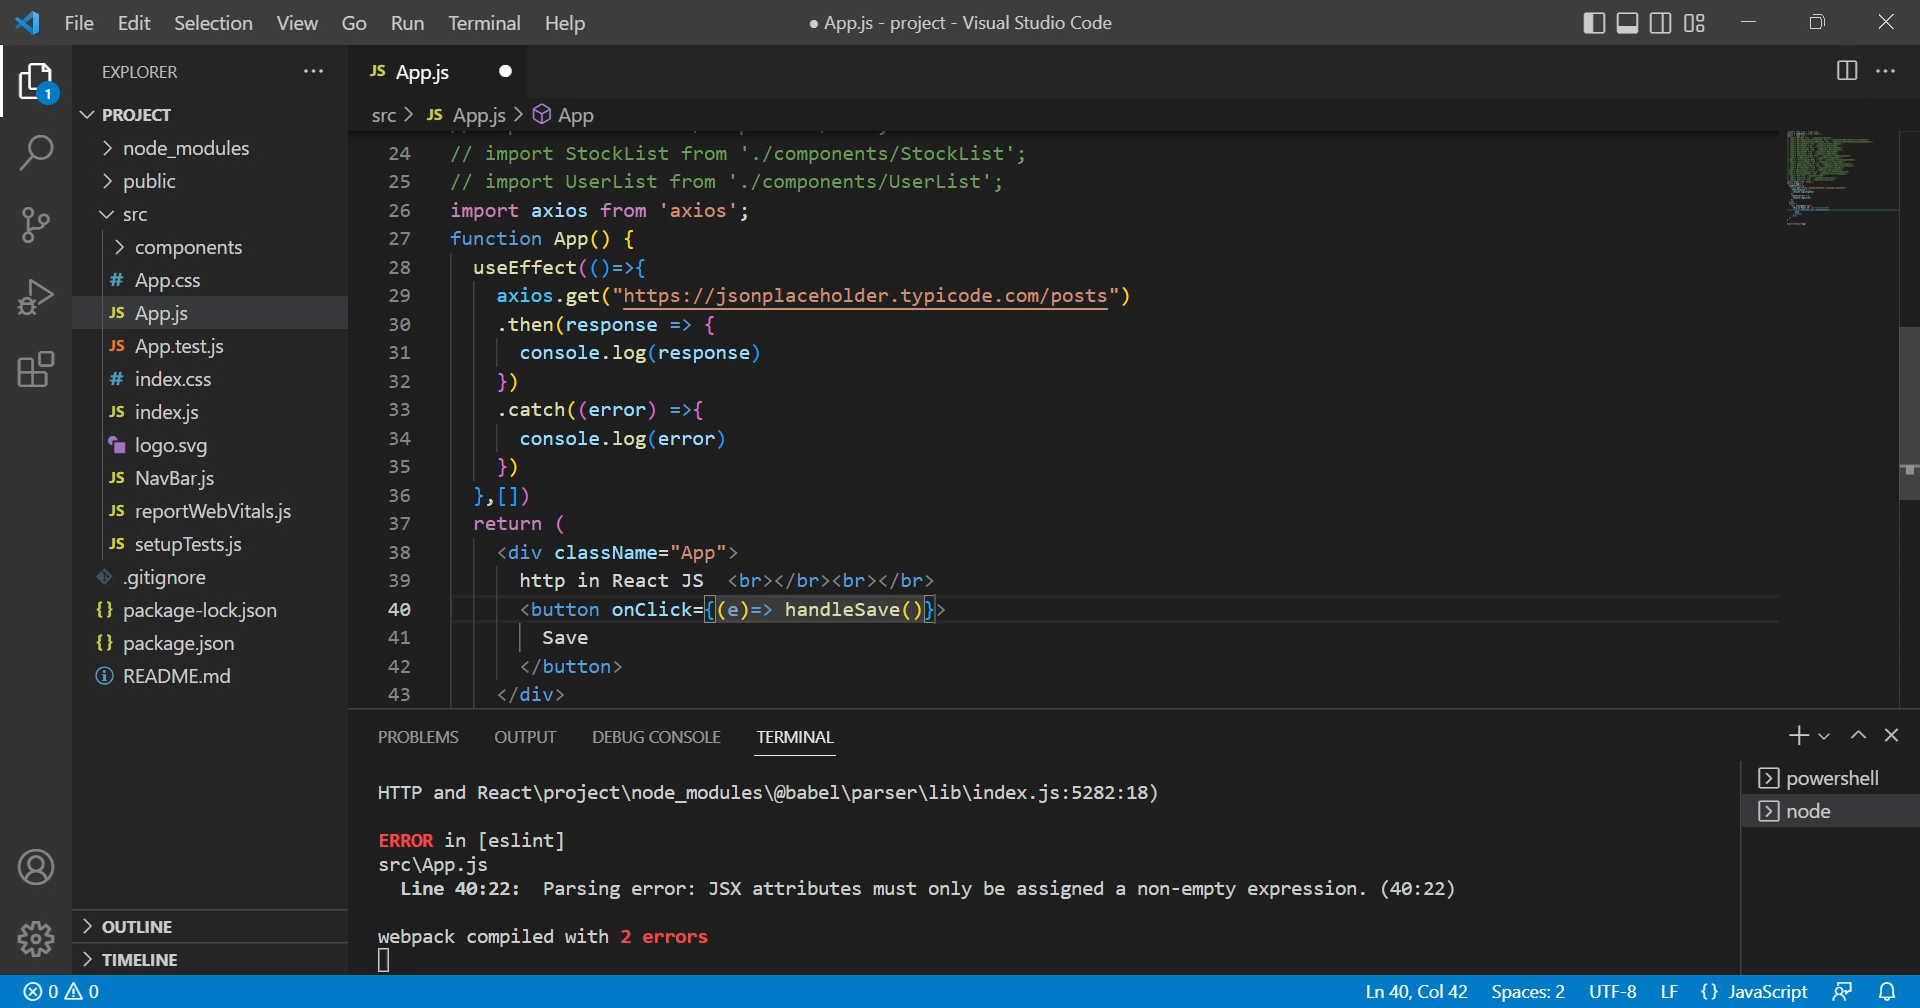 File Edit Selection View Go Run Terminal Help
● App.js - project - Visual Studio Code
EXPLORER
1
PROJECT
node_modules
public
src
components
# App.css
JS App.js
JS App.test.js
# index.css
JS index.js
logo.svg
JS NavBar.js
JS reportWebVitals.js
JS setupTests.js
.gitignore
{} package-lock.json
{} package.json
README.md
OUTLINE
TIMELINE
JS App.js
src > JS App.js > App
24 // import StockList from './components/StockList';
25 // import UserList from './components/UserList';
26 import axios from 'axios';
27 function App() {
28 useEffect(()=>{
29 axios.get("https://jsonplaceholder.typicode.com/posts")
30 .then(response => {
31 console.log(response)
32 })
33 .catch((error) =>{
34 console.log(error)
35 })
36 },[])
37 return (
38 <div className="App">
39 http in React JS <br></br><br></br>
40 <button onClick={(e)=> handleSave()}>
41 Save
42 </button>
43 </div>
PROBLEMS OUTPUT DEBUG CONSOLE TERMINAL
HTTP and React\project\node_modules\@babel\parser\lib\index.js:5282:18)
ERROR in [eslint]
src\App.js
Line 40:22: Parsing error: JSX attributes must only be assigned a non-empty expression. (40:22)
webpack compiled with 2 errors
powershell
node
0 0
Ln 40, Col 42 Spaces: 2 UTF-8 LF {} JavaScript